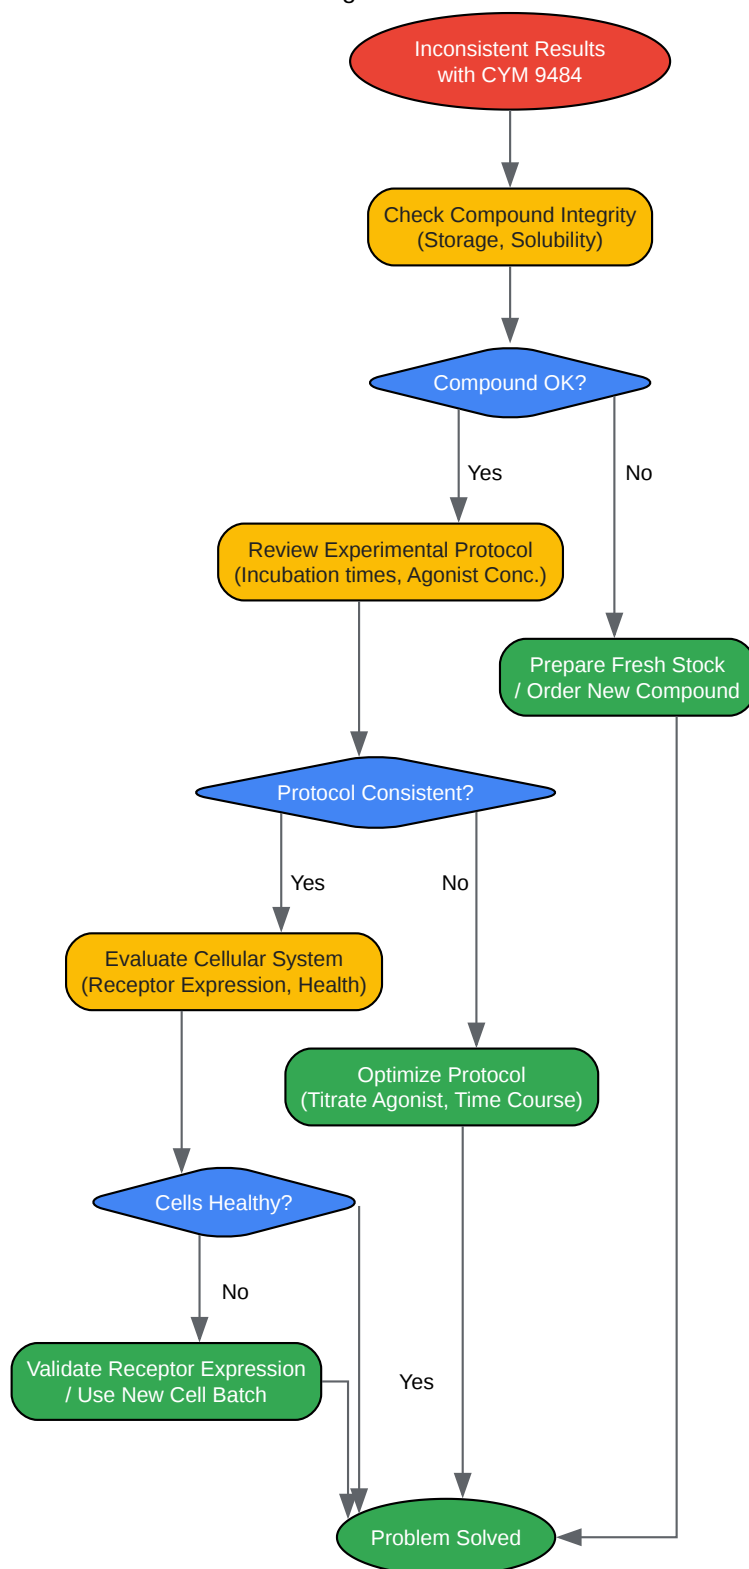 Inconsistent Results
with CYM 9484
Check Compound Integrity
(Storage, Solubility)
Compound OK?
Yes
No
Review Experimental Protocol
(Incubation times, Agonist Conc.)
Prepare Fresh Stock
/ Order New Compound
Protocol Consistent?
Yes
No
Evaluate Cellular System
(Receptor Expression, Health)
Optimize Protocol
(Titrate Agonist, Time Course)
Cells Healthy?
No
Validate Receptor Expression
/ Use New Cell Batch
Yes
Problem Solved